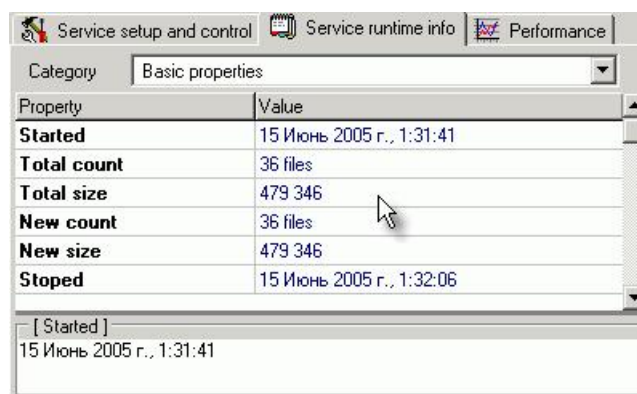 Service setup and control Service runtime info Performance
Category Basic properties
Property Value
Started 15 Июнь 2005 г., 1:31:41
Total count 36 files
Total size 479 346
New count 36 files
New size 479 346
Stoped 15 Июнь 2005 г., 1:32:06
[ Started ]
15 Июнь 2005 г., 1:31:41